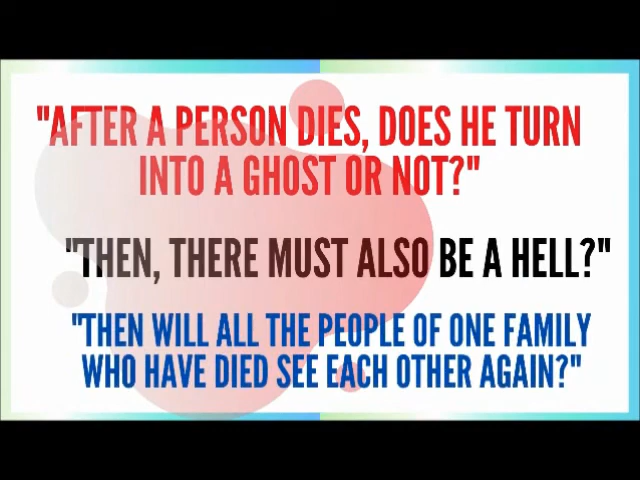 "AFTER A PERSON DIES, DOES HE TURN
INTO A GHOST OR NOT?"
"THEN, THERE MUST ALSO BE A HELL?"
"THEN WILL ALL THE PEOPLE OF ONE FAMILY
WHO HAVE DIED SEE EACH OTHER AGAIN?"